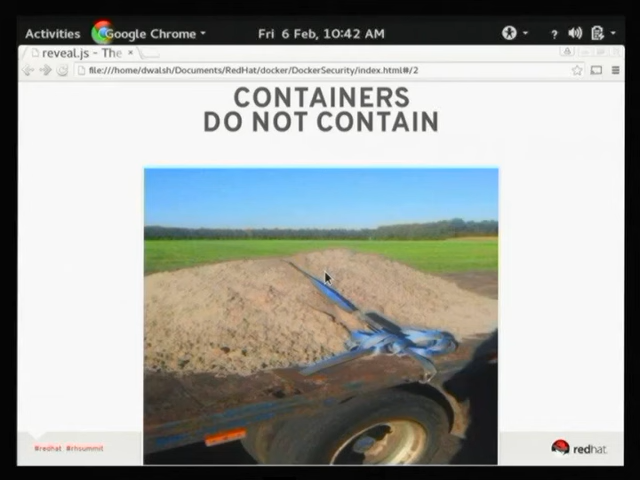 Activities
Google Chrome
Fri 6 Feb, 10:42 AM
?
reveal.js - The
×
file:///home/dwalsh/Documents/RedHat/docker/DockerSecurity/index.html#/2
CONTAINERS
DO NOT CONTAIN
#redhat #rhsummit
redhat.